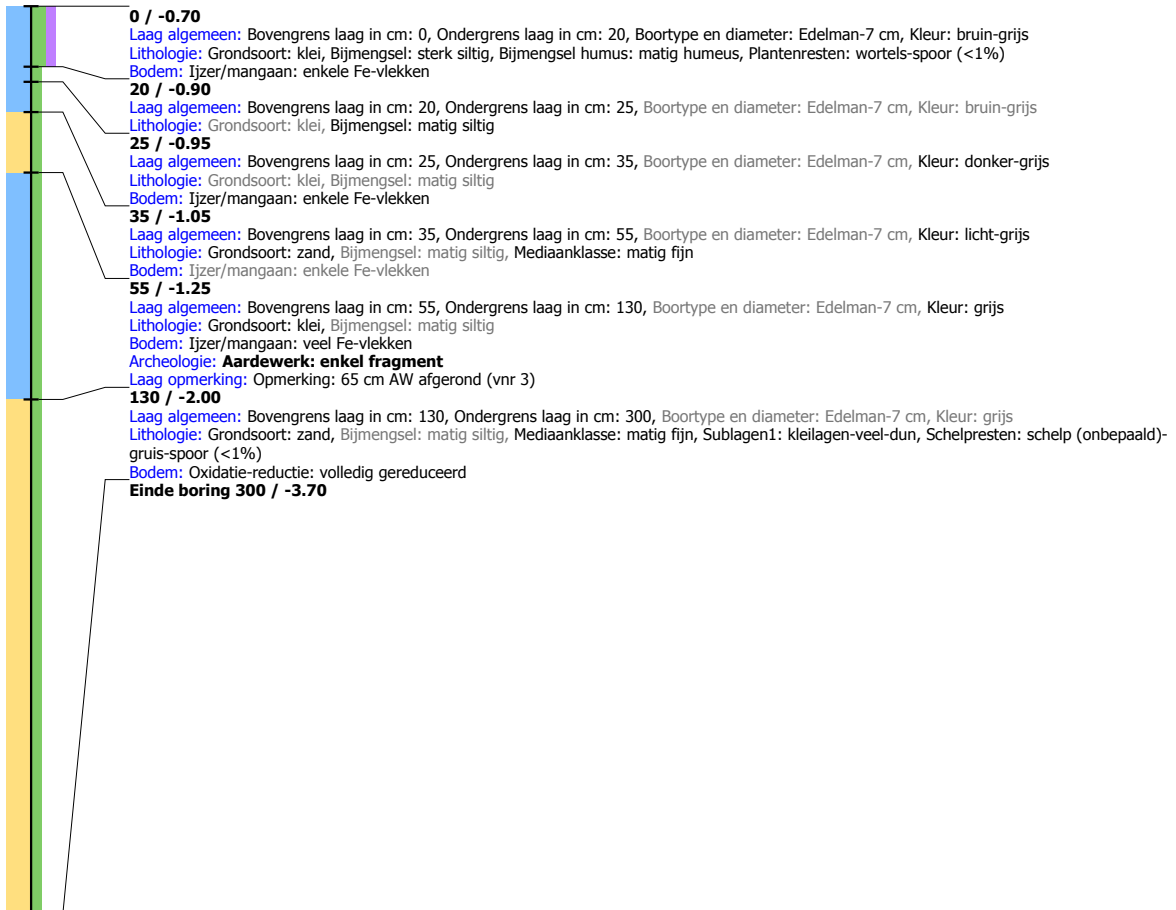 0 / -0.70
Laag algemeen: Bovengrens laag in cm: 0, Ondergrens laag in cm: 20, Boortype en diameter: Edelman-7 cm, Kleur: bruin-grijs
Lithologie: Grondsoort: klei, Bijmengsel: sterk siltig, Bijmengsel humus: matig humeus, Plantenresten: wortels-spoor (<1%)
Bodem: Ijzer/mangaan: enkele Fe-vlekken
20 / -0.90
Laag algemeen: Bovengrens laag in cm: 20, Ondergrens laag in cm: 25, Boortype en diameter: Edelman-7 cm, Kleur: bruin-grijs
Lithologie: Grondsoort: klei, Bijmengsel: matig siltig
25 / -0.95
Laag algemeen: Bovengrens laag in cm: 25, Ondergrens laag in cm: 35, Boortype en diameter: Edelman-7 cm, Kleur: donker-grijs
Lithologie: Grondsoort: klei, Bijmengsel: matig siltig
Bodem: Ijzer/mangaan: enkele Fe-vlekken
35 / -1.05
Laag algemeen: Bovengrens laag in cm: 35, Ondergrens laag in cm: 55, Boortype en diameter: Edelman-7 cm, Kleur: licht-grijs
Lithologie: Grondsoort: zand, Bijmengsel: matig siltig, Mediaanklasse: matig fijn
Bodem: Ijzer/mangaan: enkele Fe-vlekken
55 / -1.25
Laag algemeen: Bovengrens laag in cm: 55, Ondergrens laag in cm: 130, Boortype en diameter: Edelman-7 cm, Kleur: grijs
Lithologie: Grondsoort: klei, Bijmengsel: matig siltig
Bodem: Ijzer/mangaan: veel Fe-vlekken
Archeologie: Aardewerk: enkel fragment
Laag opmerking: Opmerking: 65 cm AW afgerond (vnr 3)
130 / -2.00
Laag algemeen: Bovengrens laag in cm: 130, Ondergrens laag in cm: 300, Boortype en diameter: Edelman-7 cm, Kleur: grijs
Lithologie: Grondsoort: zand, Bijmengsel: matig siltig, Mediaanklasse: matig fijn, Sublagen1: kleilagen-veel-dun, Schelpresten: schelp (onbepaald)-
gruis-spoor (<1%)
Bodem: Oxidatie-reductie: volledig gereduceerd
Einde boring 300 / -3.70